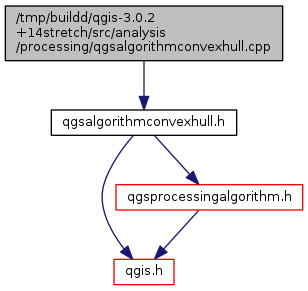 /tmp/buildd/qgis-3.0.2
+14stretch/src/analysis
/processing/qgsalgorithmconvexhull.cpp
qgsalgorithmconvexhull.h
qgsprocessingalgorithm.h
qgis.h